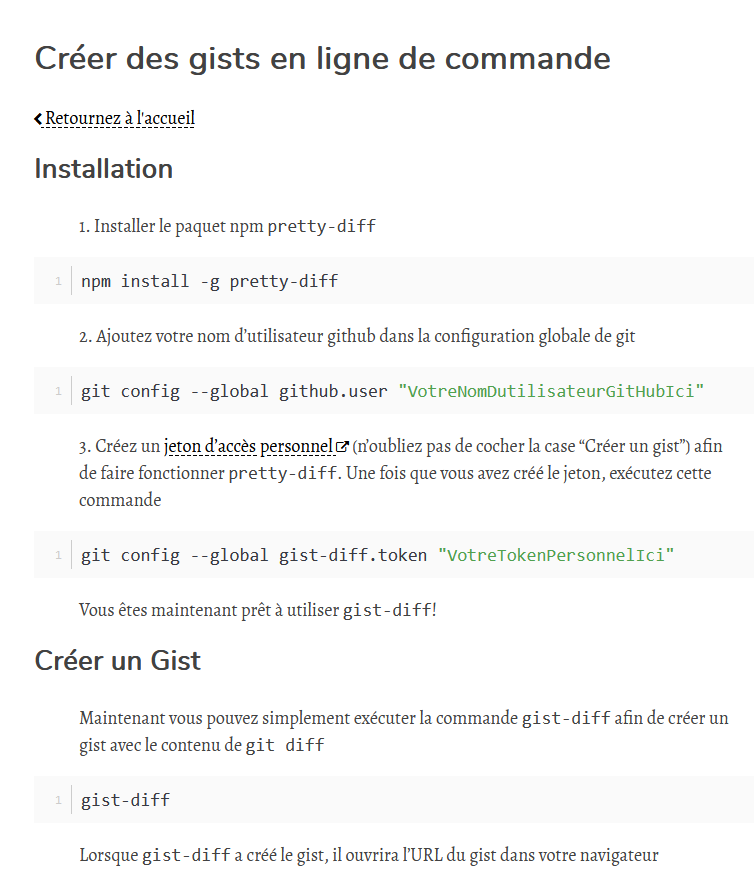 Créer des gists en ligne de commande
Retournez à l'accueil
Installation
1. Installer le paquet npm pretty-diff
1 npm install -g pretty-diff
2. Ajoutez votre nom d’utilisateur github dans la configuration globale de git
1 git config --global github.user "VotreNomDutilisateurGitHubIci"
3. Créez un jeton d’accès personnel (n’oubliez pas de cocher la case “Créer un gist”) afin
de faire fonctionner pretty-diff. Une fois que vous avez créé le jeton, exécutez cette
commande
1 git config --global gist-diff.token "VotreTokenPersonnelIci"
Vous êtes maintenant prêt à utiliser gist-diff!
Créer un Gist
Maintenant vous pouvez simplement exécuter la commande gist-diff afin de créer un
gist avec le contenu de git diff
1 gist-diff
Lorsque gist-diff a créé le gist, il ouvrira l’URL du gist dans votre navigateur